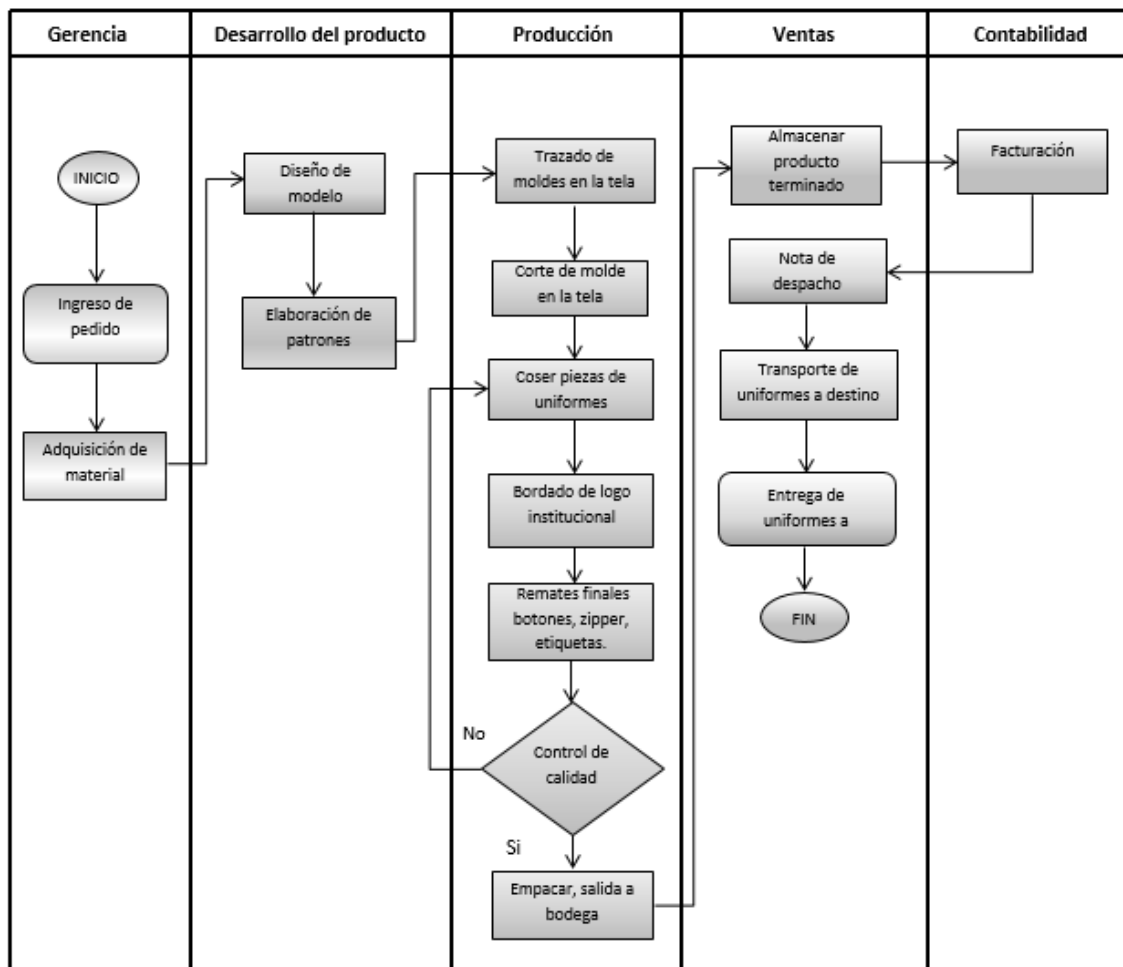 Gerencia
Desarrollo del producto
Producción
Ventas
Contabilidad
INICIO
Ingreso de
pedido
Adquisición de
material
Diseño de
modelo
Elaboración de
patrones
Trazado de
moldes en la tela
Corte de molde
en la tela
Coser piezas de
uniformes
Bordado de logo
institucional
Remates finales
botones, zipper,
etiquetas.
No
Control de
calidad
Si
Empacar, salida a
bodega
Almacenar
producto
terminado
Facturación
Nota de
despacho
Transporte de
uniformes a destino
Entrega de
uniformes a
FIN